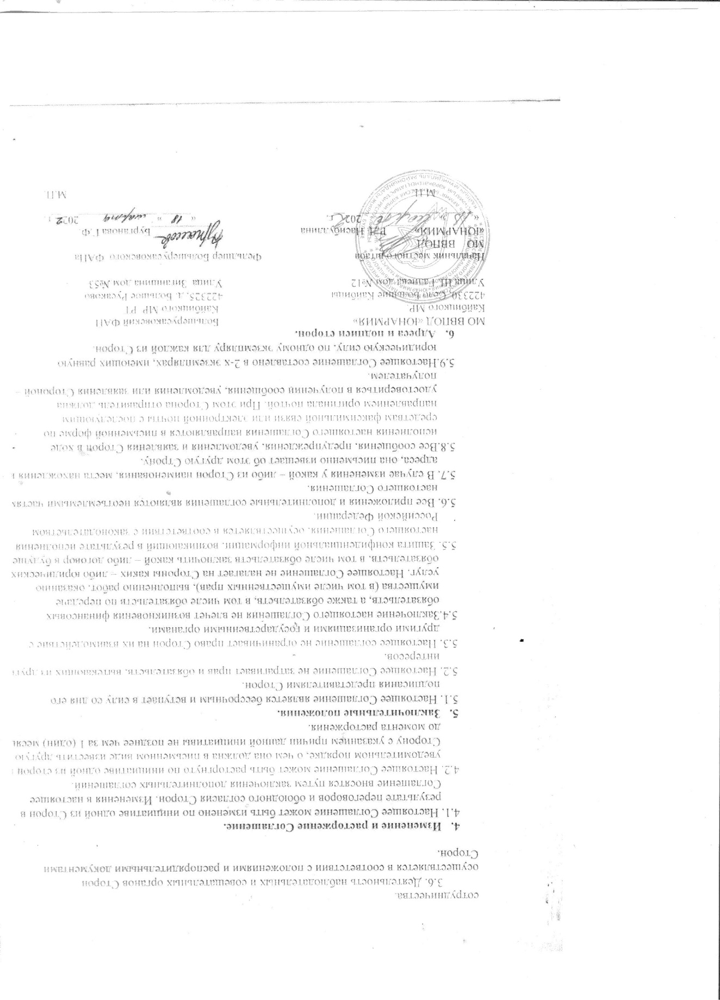 сотрудничества.
3.6. Деятельность наблюдательных и совещательных органов Сторон
осуществляется в соответствии с положениями и распорядительными документами
Сторон.
4. Изменение и расторжение Соглашение.
4.1. Настоящее Соглашение может быть изменено по инициативе одной из Сторон в
результате переговоров и обоюдного согласия Сторон. Изменения в настоящее
Соглашение вносятся путем заключения дополнительных соглашений.
4.2. Настоящее Соглашение может быть расторгнуто по инициативе одной из сторон
уведомительном порядке, о чем она должна в письменном виде известить другую
Сторону с указанием причин данной инициативы не позднее чем за 1 (один) меся
до момента расторжения.
5. Заключительные положения.
5.1. Настоящее Соглашение является бессрочным и вступает в силу со дня его
подписания представителями Сторон.
5.2. Настоящее Соглашение не затрагивает прав и обязательств, вытекающих из други
интересов.
5.3. Настоящее соглашение не ограничивает право Сторон на их взаимодействие с
другими организациями и государственными органами.
5.4.Заключение настоящего Соглашения не влечет возникновения финансовых
обязательств, а также обязательств, в том числе обязательств по передаче
имущества (в том числе имущественных прав), выполнению работ, оказанию
услуг. Настоящее Соглашение не налагает на Стороны каких – либо юридических
обязательств, в том числе обязательств заключить какой – либо договор в будуще
5.5. Защита конфиденциальной информации, возникающий в результате исполнения
настоящего Соглашения, осуществляется в соответствии с законодательством
Российской Федерации.
5.6. Все приложения и дополнительные соглашения являются неотъемлемыми частях
настоящего Соглашения.
5.7. В случае изменения у какой – либо из Сторон наименования, места нахождения и
адреса, она письменно извещает об этом другую Строну.
5.8.Все сообщения, предупреждения, уведомления и заявления Сторон в ходе
исполнения настоящего Соглашения направляются в письменной форме по
средствам факсимильной связи или электронной почты с последующим
направлением оригинала почтой. При этом Сторона отправитель должна
удостовериться в получении сообщения, уведомления или заявления Стороной –
получателем.
5.9.Настоящее Соглашение составлено в 2-х экземплярах, имеющих равную
юридическую силу, по одному экземпляру для каждой из Сторон.
6. Адреса и подписи сторон.
МО ВВПОД «ЮНАРМИЯ» Большерусаковский ФАП
Кайбицкого МР. Кайбицкого МР РТ
422330, Село Большие Кайбицы 422325, д. Большое Русаково
Улица Ш. Галиева дом №12 Улица Зиганшина дом №53
Начальник местного штаба Фельдшер Большерусаковского ФАПа
МО ВВПОД
«ЮНАРМИЯ» Насибуллина Бурганова Г.Ф.
« 18 » марта 2022 г. « 18 » марта 2022 г.
М.П. М.П.